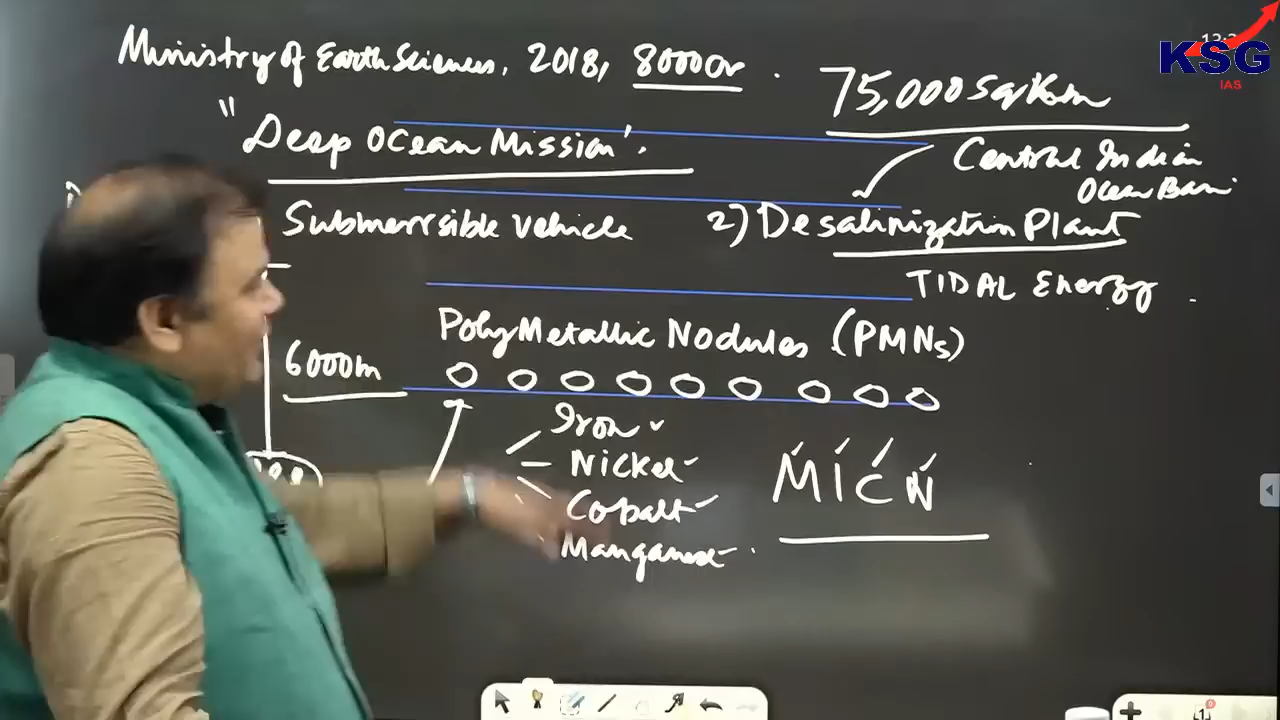 Ministry of Earth Sciences, 2018, 8000Cr.
75,000 Sq Km
KSG
IAS
"Deep Ocean Mission'.
Central Indian
Ocean Basin
Submerrsible Vehicle
2) Desalinization Plant
TIDAL Energy.
PolyMetallic Nodules (PMNs)
6000m
Iron
Nickel
Cobalt
Manganese
MICN